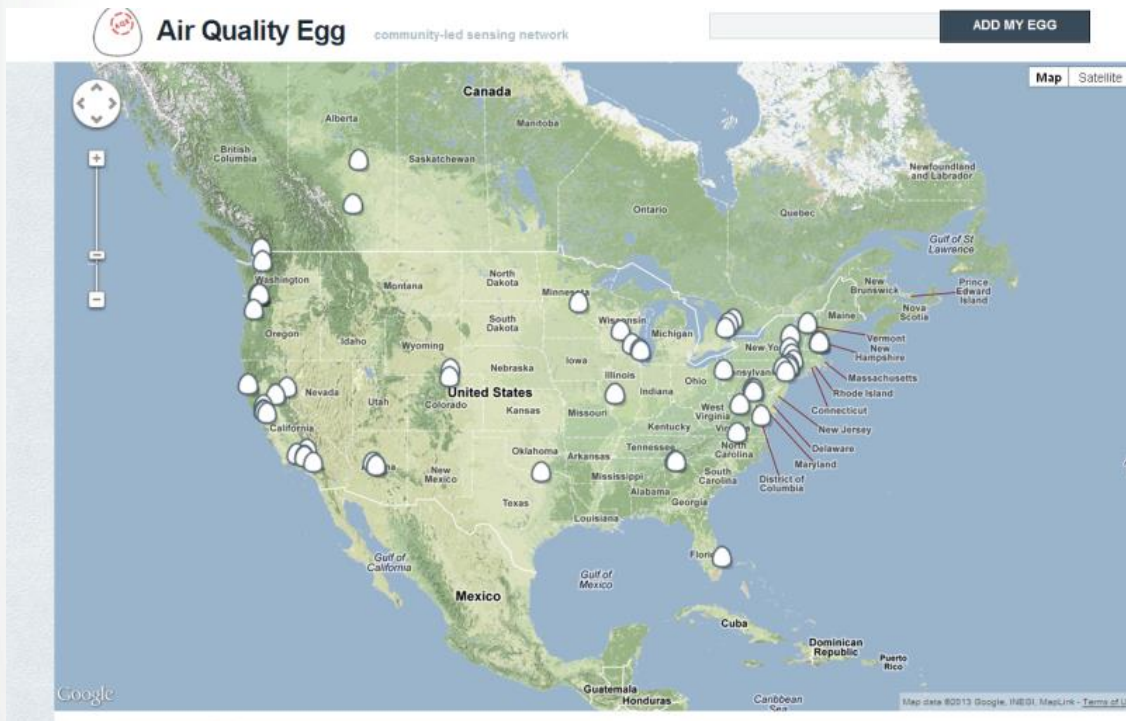 AQE
Air Quality Egg
community-led sensing network
ADD MY EGG
Map
Satellite
Canada
Alberta
Manitoba
British
Columbia
Saskatchewan
Newfoundland
and Labrador
Ontario
Quebec
Gulf of St
Lawrence
Washington
Montana
North
Dakota
Minnesota
New
Brunswick
Prince
Edward
Island
Nova
Scotia
Maine
Oregon
Idaho
Wyoming
South
Dakota
Wisconsin
Michigan
Vermont
New
Hampshire
New Yo
Massachusetts
Rhode Island
Connecticut
New Jersey
Delaware
Maryland
District of
Columbia
Nevada
Utah
Colorado
Nebraska
Iowa
Illinois
Indiana
Ohio
nnsylvania
United States
Kansas
Missouri
West
Virginia
Kentucky
Vi
California
na
New
Mexico
Oklahoma
Arkansas
Tennessee
North
Carolina
South
Carolina
Mississippi
Alabama
Georgia
Texas
Louisiana
Flori
Gulf of
California
Gulf of
Mexico
Mexico
Cuba
Dominican
Republic
Puerto
Rico
Guatemala
Honduras
Caribbean
Sea
Google
Map data ©2013 Google, INEGI, MapLink - Terms of U